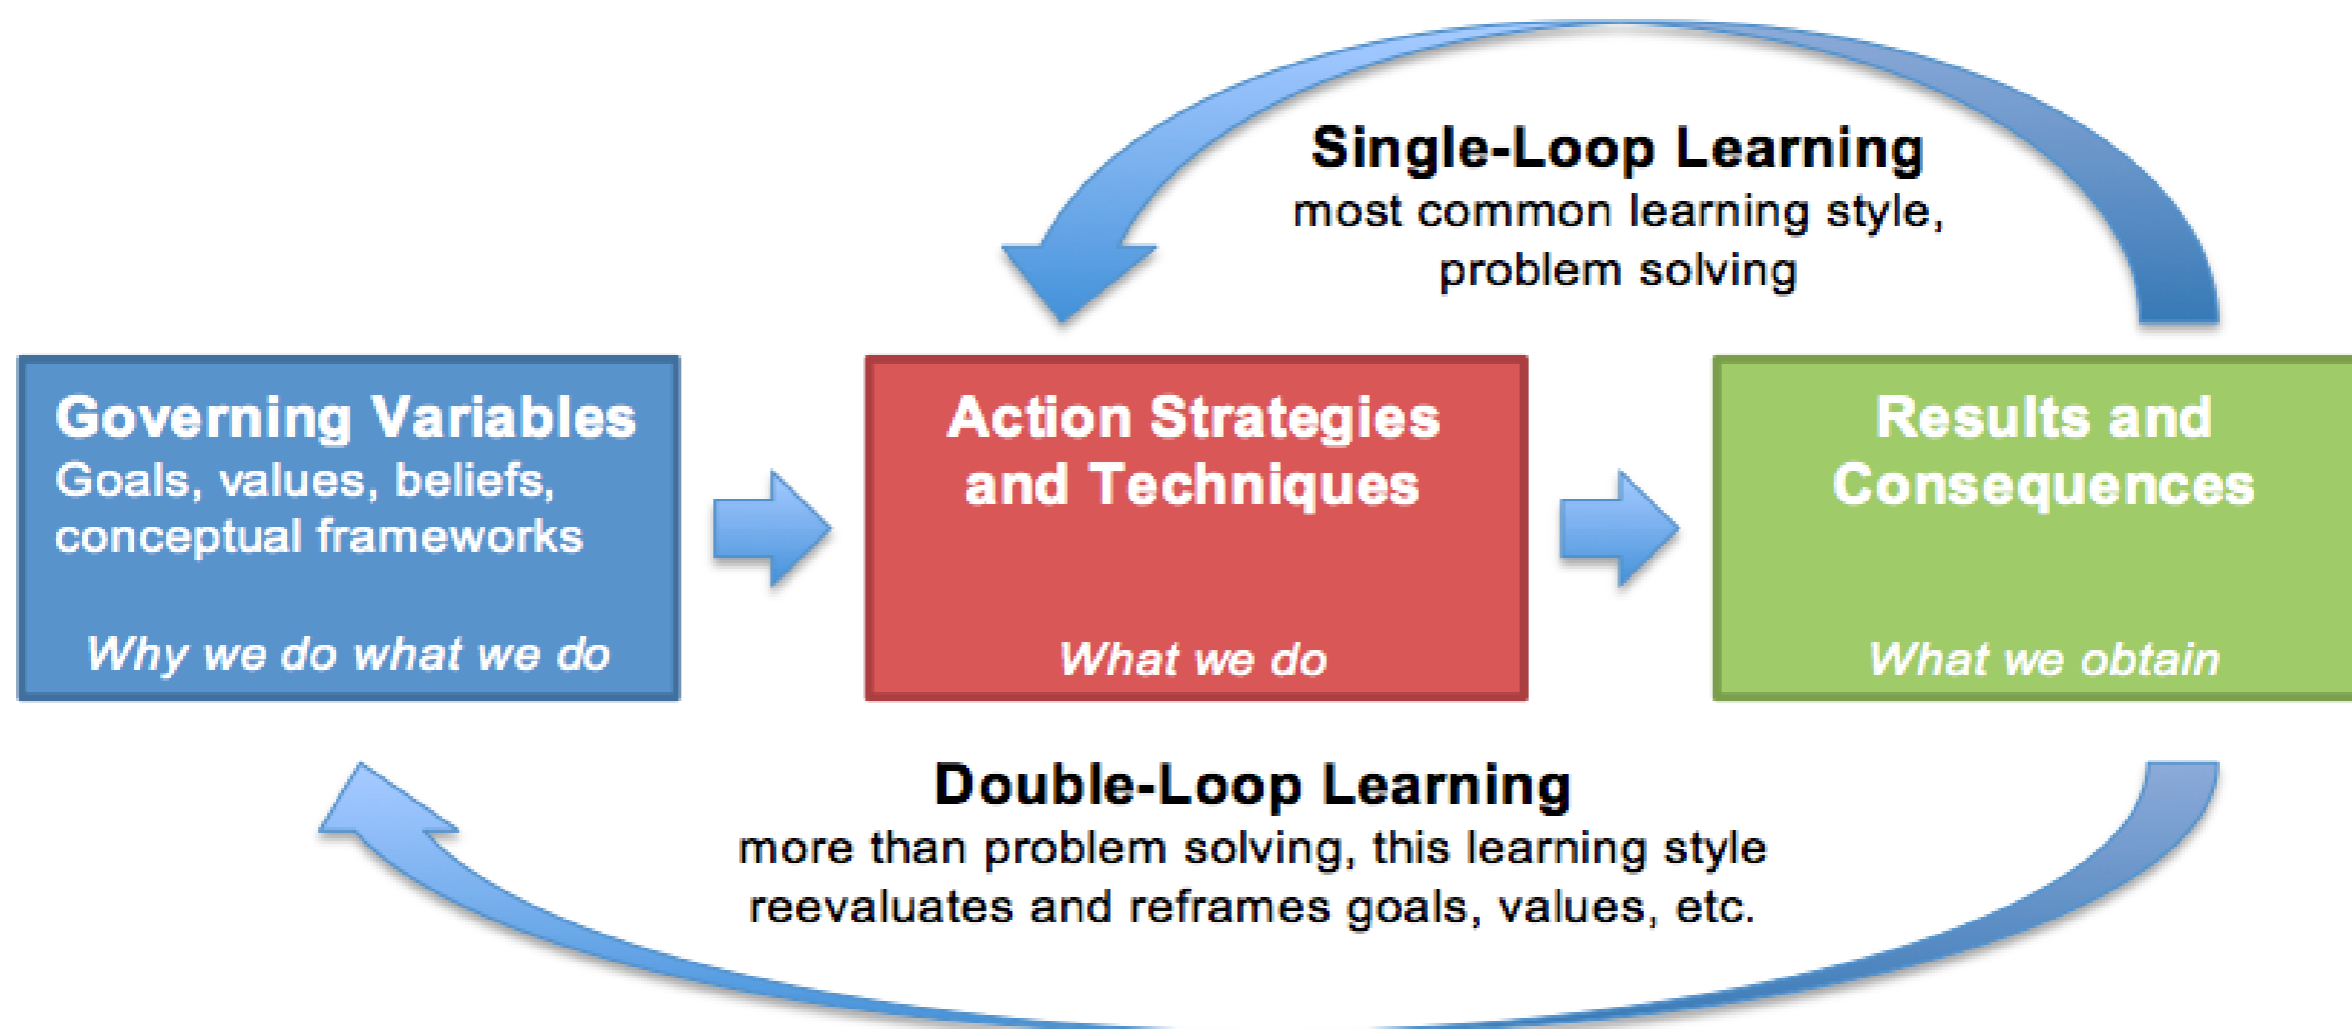 Single-Loop Learning
most common learning style,
problem solving
Governing Variables
Goals, values, beliefs,
conceptual frameworks
Why we do what we do
Action Strategies
and Techniques
What we do
Results and
Consequences
What we obtain
Double-Loop Learning
more than problem solving, this learning style
reevaluates and reframes goals, values, etc.